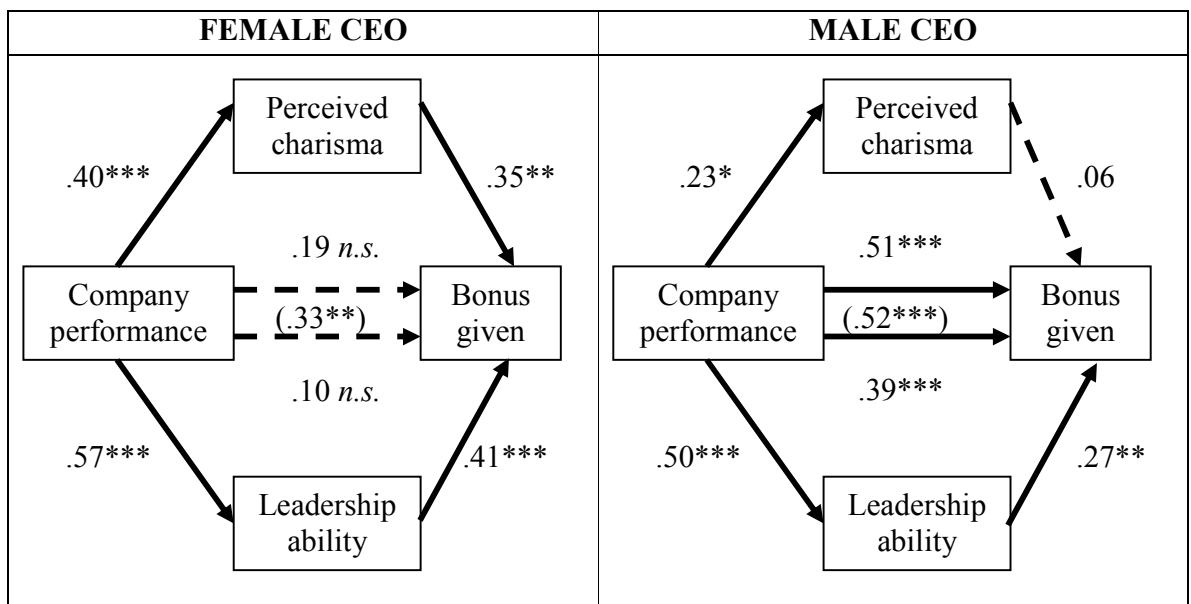 FEMALE CEO
Perceived
charisma
.40***
.35**
.19 n.s.
Company
performance
(.33**)
Bonus
given
.10 n.s.
.57***
.41***
Leadership
ability
MALE CEO
Perceived
charisma
.23*
.06
.51***
Company
performance
(.52***)
Bonus
given
.39***
.50***
.27**
Leadership
ability